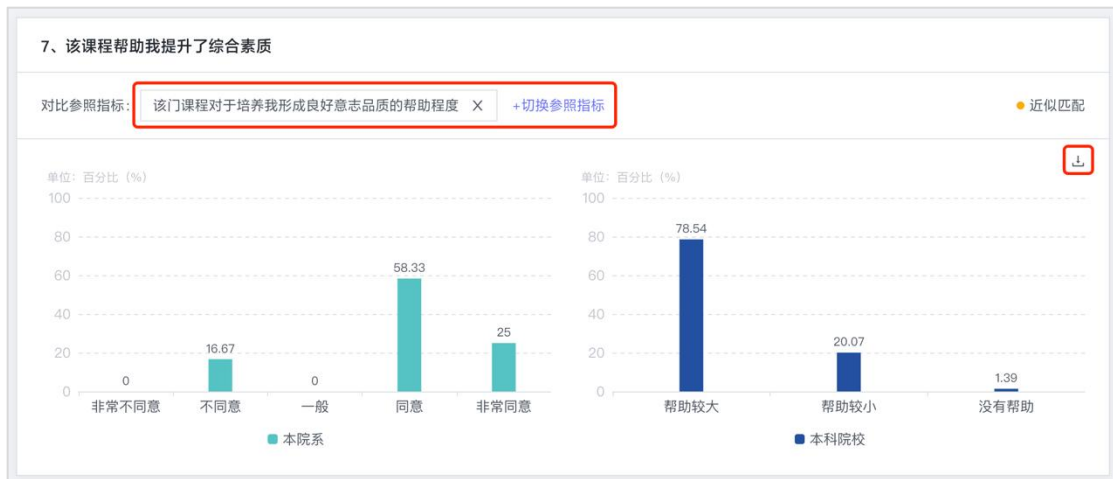 7、该课程帮助我提升了综合素质
对比参照指标： 该门课程对于培养我形成良好意志品质的帮助程度 X +切换参照指标
近似匹配
单位：百分比（%）
100
80
60
40
20
0
0
16.67
0
58.33
25
非常不同意 不同意 一般 同意 非常同意
本院系
单位：百分比（%）
100
80
60
40
20
0
78.54
20.07
1.39
帮助较大 帮助较小 没有帮助
本科院校